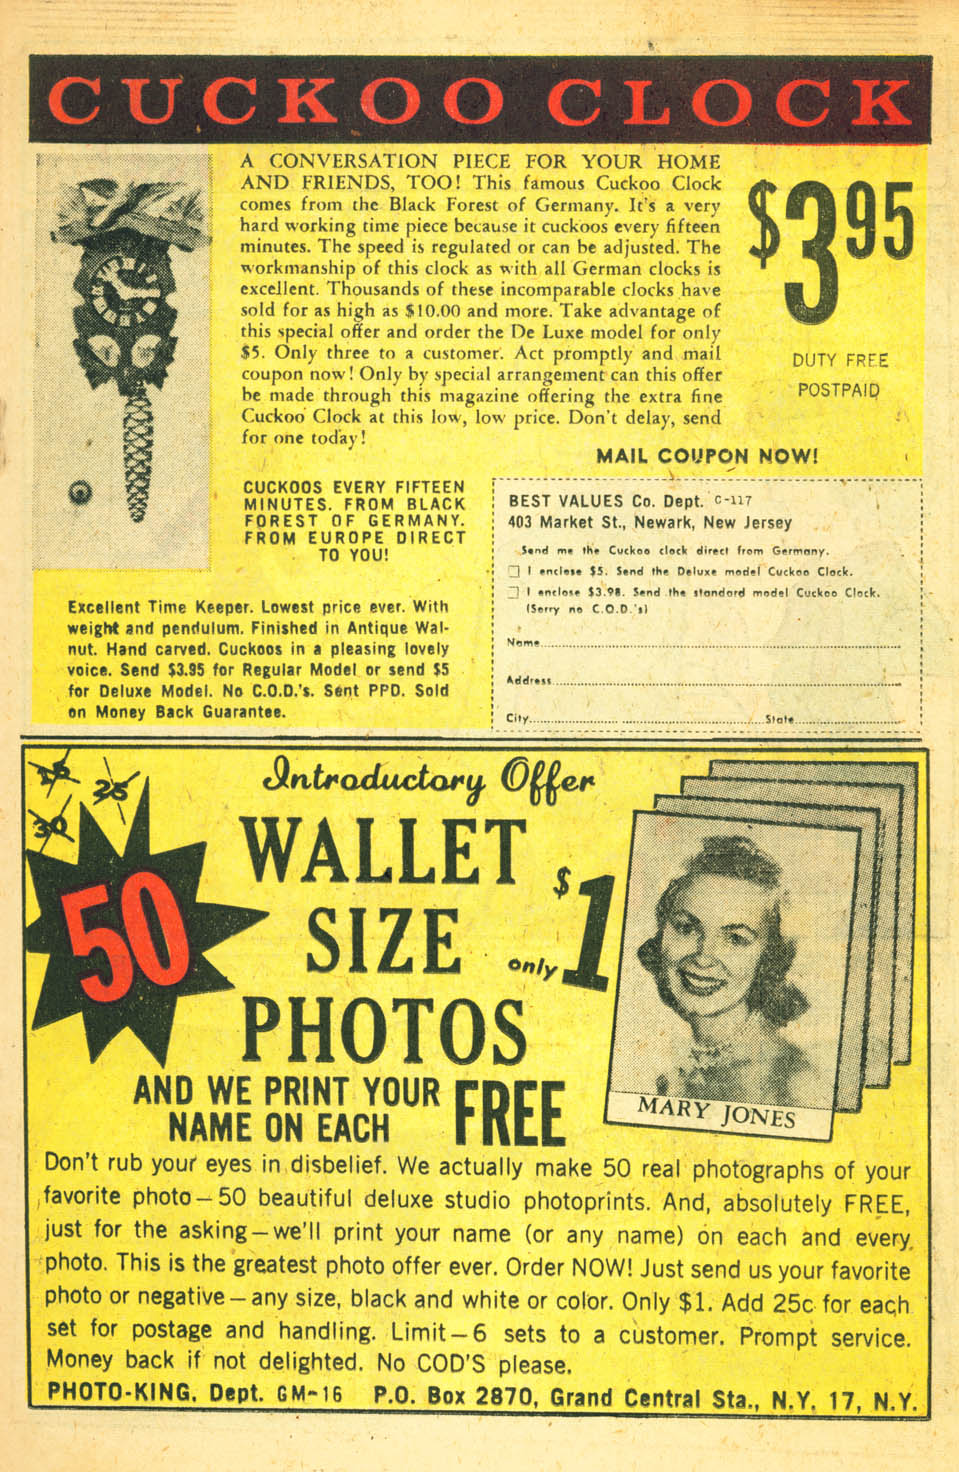 CUCKOO CLOCK
A CONVERSATION PIECE FOR YOUR HOME
AND FRIENDS, TOO! This famous Cuckoo Clock
comes from the Black Forest of Germany. It's a very
hard working time piece because it cuckoos every fifteen
minutes. The speed is regulated or can be adjusted. The
workmanship of this clock as with all German clocks is
excellent. Thousands of these incomparable clocks have
sold for as high as $10.00 and more. Take advantage of
this special offer and order the De Luxe model for only
$5. Only three to a customer. Act promptly and mail
coupon now! Only by special arrangement can this offer
be made through this magazine offering the extra fine
Cuckoo Clock at this low, low price. Don't delay, send
for one today!
$3.95
DUTY FREE
POSTPAID
CUCKOOS EVERY FIFTEEN
MINUTES. FROM BLACK
FOREST OF GERMANY.
FROM EUROPE DIRECT
TO YOU!
Excellent Time Keeper. Lowest price ever. With
weight and pendulum. Finished in Antique Wal-
nut. Hand carved. Cuckoos in a pleasing lovely
voice. Send $3.95 for Regular Model or send $5
for Deluxe Model. No C.O.D.'s. Sent PPD. Sold
on Money Back Guarantee.
MAIL COUPON NOW!
BEST VALUES Co. Dept. C-117
403 Market St., Newark, New Jersey
Send me the Cuckoo clock direct from Germany.
I enclose $5. Send the Deluxe model Cuckoo Clock.
I enclose $3.98. Send the standard model Cuckoo Clock.
(Sorry no C.O.D.'s)
Name
Address
City State
15
25
30
50
Introductory Offer
WALLET
SIZE
PHOTOS
only $1
AND WE PRINT YOUR
NAME ON EACH
FREE
MARY JONES
Don't rub your eyes in disbelief. We actually make 50 real photographs of your
favorite photo—50 beautiful deluxe studio photoprints. And, absolutely FREE,
just for the asking—we'll print your name (or any name) on each and every
photo. This is the greatest photo offer ever. Order NOW! Just send us your favorite
photo or negative—any size, black and white or color. Only $1. Add 25c for each
set for postage and handling. Limit—6 sets to a customer. Prompt service.
Money back if not delighted. No COD'S please.
PHOTO-KING, Dept. GM-16 P.O. Box 2870, Grand Central Sta., N.Y. 17, N.Y.